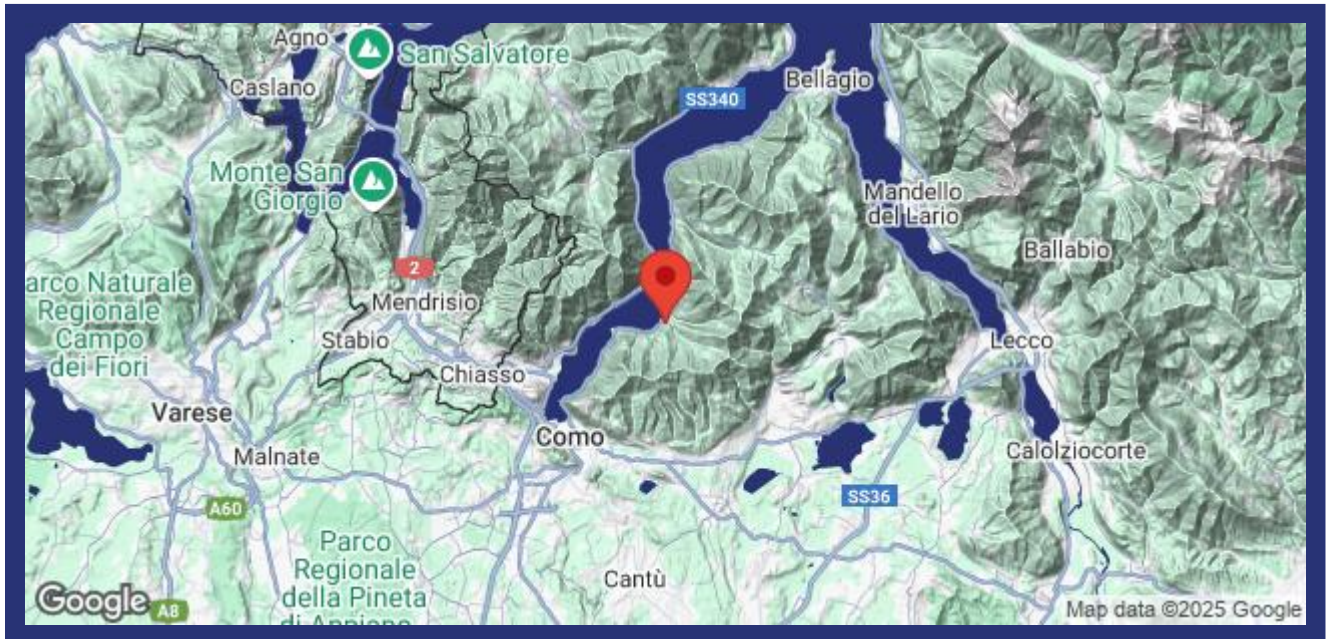 Agno
San Salvatore
Caslano
Bellagio
SS340
Monte San
Giorgio
Mandello
del Lario
Ballabio
2
arco Naturale
Regionale
Campo
dei Fiori
Mendrisio
Stabio
Lecco
Chiasso
Varese
Como
Malnate
Calolziocorte
SS36
A60
Parco
Regionale
della Pineta
di Appiano
Cantù
Google
A8
Map data ©2025 Google